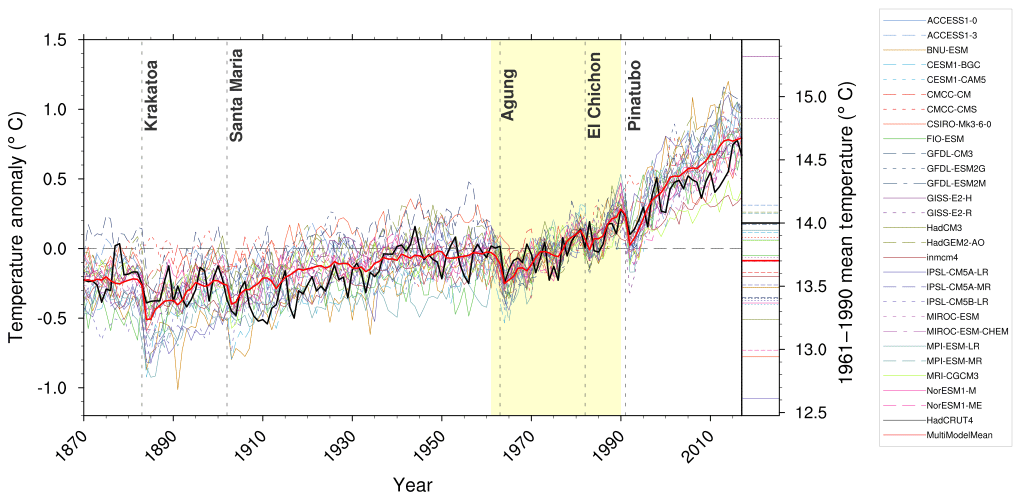 Temperature anomaly (° C)
1.5
1.0
0.5
0.0
-0.5
-1.0
Krakatoa
Santa Maria
Agung
El Chichon
Pinatubo
1870
1890
1910
1930
1950
1970
1990
2010
Year
15.0
14.5
14.0
13.5
13.0
12.5
1961−1990 mean temperature (° C)
ACCESS1-0
ACCESS1-3
BNU-ESM
CESM1-BGC
CESM1-CAM5
CMCC-CM
CMCC-CMS
CSIRO-Mk3-6-0
FIO-ESM
GFDL-CM3
GFDL-ESM2G
GFDL-ESM2M
GISS-E2-H
GISS-E2-R
HadCM3
HadGEM2-AO
inmcm4
IPSL-CM5A-LR
IPSL-CM5A-MR
IPSL-CM5B-LR
MIROC-ESM
MIROC-ESM-CHEM
MPI-ESM-LR
MPI-ESM-MR
MRI-CGCM3
NorESM1-M
NorESM1-ME
HadCRUT4
MultiModelMean